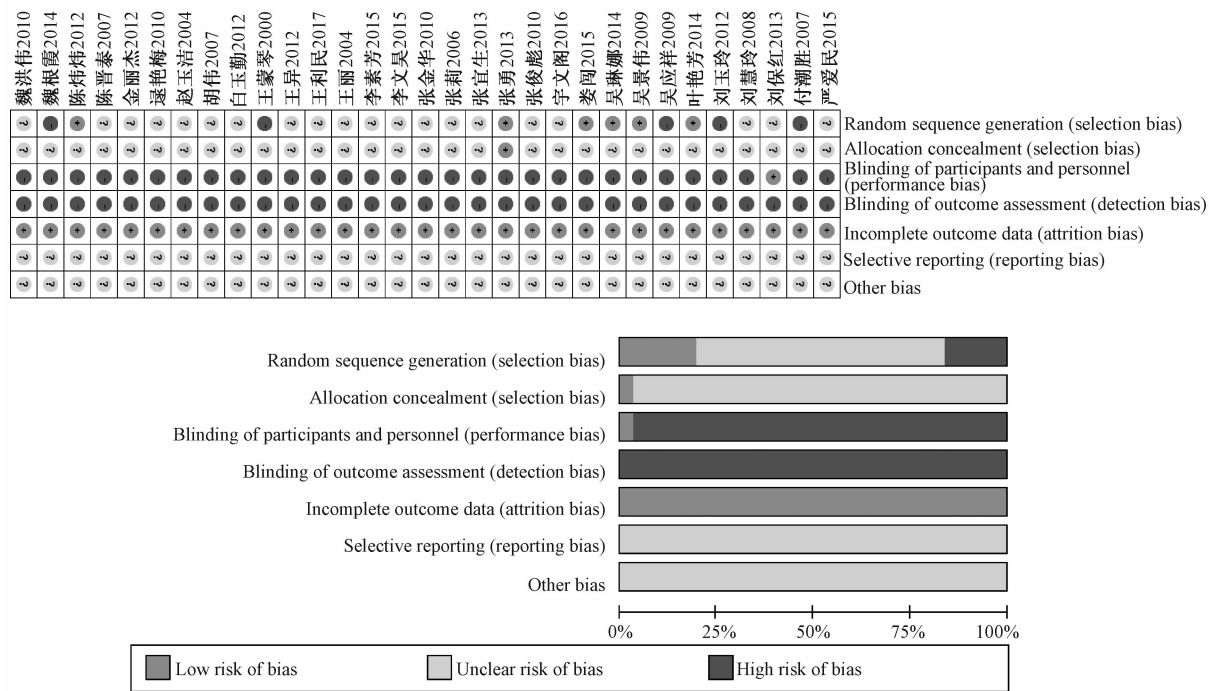 魏洪伟2010
魏根霞2014
陈炜炜2012
陈晋泰2007
金丽杰2012
逯艳梅2010
赵玉洁2004
胡伟2007
白玉勤2012
王蒙琴2000
王异2012
王利民2017
王丽2004
李素芳2015
李文昊2015
张金华2010
张莉2006
张宜生2013
张勇2013
张俊彪2010
宇文阁2016
娄闯2015
吴琳娜2014
吴景伟2009
吴应祥2009
叶艳芳2014
刘玉玲2012
刘慧玲2008
刘保红2013
付潮胜2007
严爱民2015
? - + ? ? ? ? ? ? - ? ? ? ? ? ? ? ? + ? ? + + + - + - ? ? - ? Random sequence generation (selection bias)
? ? ? ? ? ? ? ? ? ? ? ? ? ? ? ? ? ? + ? ? ? ? ? ? ? ? ? ? ? ? Allocation concealment (selection bias)
- - - - - - - - - - - - - - - - - - - - - - - - - - - - + - - Blinding of participants and personnel
(performance bias)
- - - - - - - - - - - - - - - - - - - - - - - - - - - - - - - Blinding of outcome assessment (detection bias)
+ + + + + + + + + + + + + + + + + + + + + + + + + + + + + + + Incomplete outcome data (attrition bias)
? ? ? ? ? ? ? ? ? ? ? ? ? ? ? ? ? ? ? ? ? ? ? ? ? ? ? ? ? ? ? Selective reporting (reporting bias)
? ? ? ? ? ? ? ? ? ? ? ? ? ? ? ? ? ? ? ? ? ? ? ? ? ? ? ? ? ? ? Other bias
Random sequence generation (selection bias)
Allocation concealment (selection bias)
Blinding of participants and personnel (performance bias)
Blinding of outcome assessment (detection bias)
Incomplete outcome data (attrition bias)
Selective reporting (reporting bias)
Other bias
0% 25% 50% 75% 100%
Low risk of bias Unclear risk of bias High risk of bias